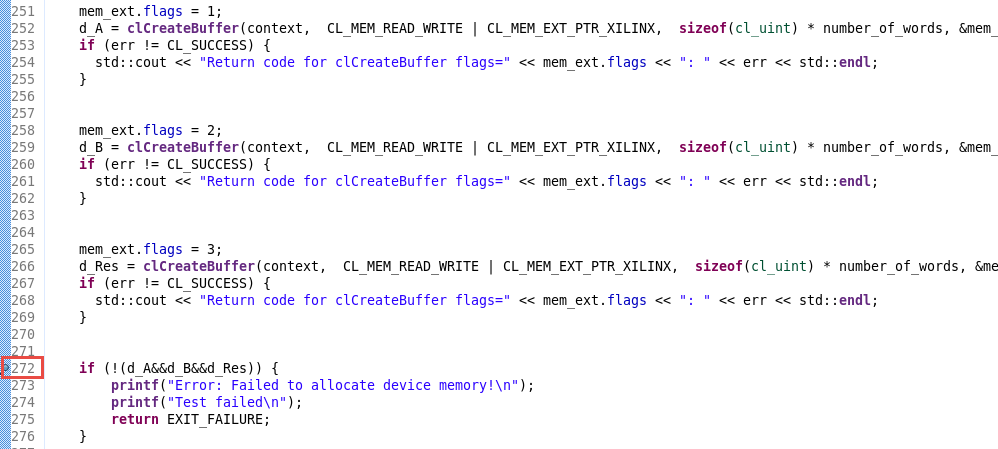 251 mem_ext.flags = 1;
252 d_A = clCreateBuffer(context,  CL_MEM_READ_WRITE | CL_MEM_EXT_PTR_XILINX,  sizeof(cl_uint) * number_of_words, &mem_
253 if (err != CL_SUCCESS) {
254 std::cout << "Return code for clCreateBuffer flags=" << mem_ext.flags << ": " << err << std::endl;
255 }
256
257
258 mem_ext.flags = 2;
259 d_B = clCreateBuffer(context,  CL_MEM_READ_WRITE | CL_MEM_EXT_PTR_XILINX,  sizeof(cl_uint) * number_of_words, &mem_
260 if (err != CL_SUCCESS) {
261 std::cout << "Return code for clCreateBuffer flags=" << mem_ext.flags << ": " << err << std::endl;
262 }
263
264
265 mem_ext.flags = 3;
266 d_Res = clCreateBuffer(context,  CL_MEM_READ_WRITE | CL_MEM_EXT_PTR_XILINX,  sizeof(cl_uint) * number_of_words, &me
267 if (err != CL_SUCCESS) {
268 std::cout << "Return code for clCreateBuffer flags=" << mem_ext.flags << ": " << err << std::endl;
269 }
270
271
272 if (!(d_A&&d_B&&d_Res)) {
273 printf("Error: Failed to allocate device memory!\n");
274 printf("Test failed\n");
275 return EXIT_FAILURE;
276 }